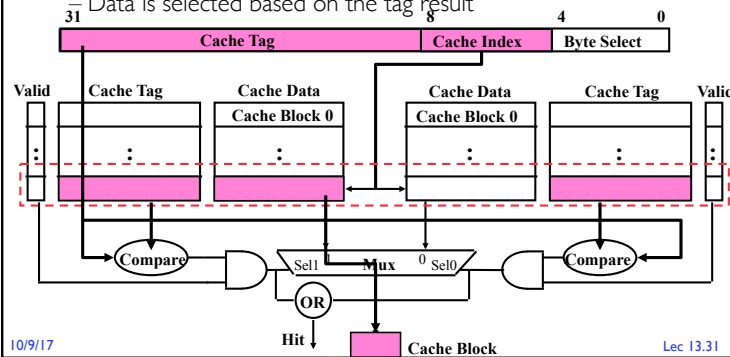 – Data is selected based on the tag result
31 8 4 0
Cache Tag Cache Index Byte Select
Valid Cache Tag Cache Data Cache Data Cache Tag Valid
Cache Block 0 Cache Block 0
: : : : : :
Compare Sel1 1 Mux 0 Sel0 Compare
OR
Hit
Cache Block
10/9/17 Lec 13.31